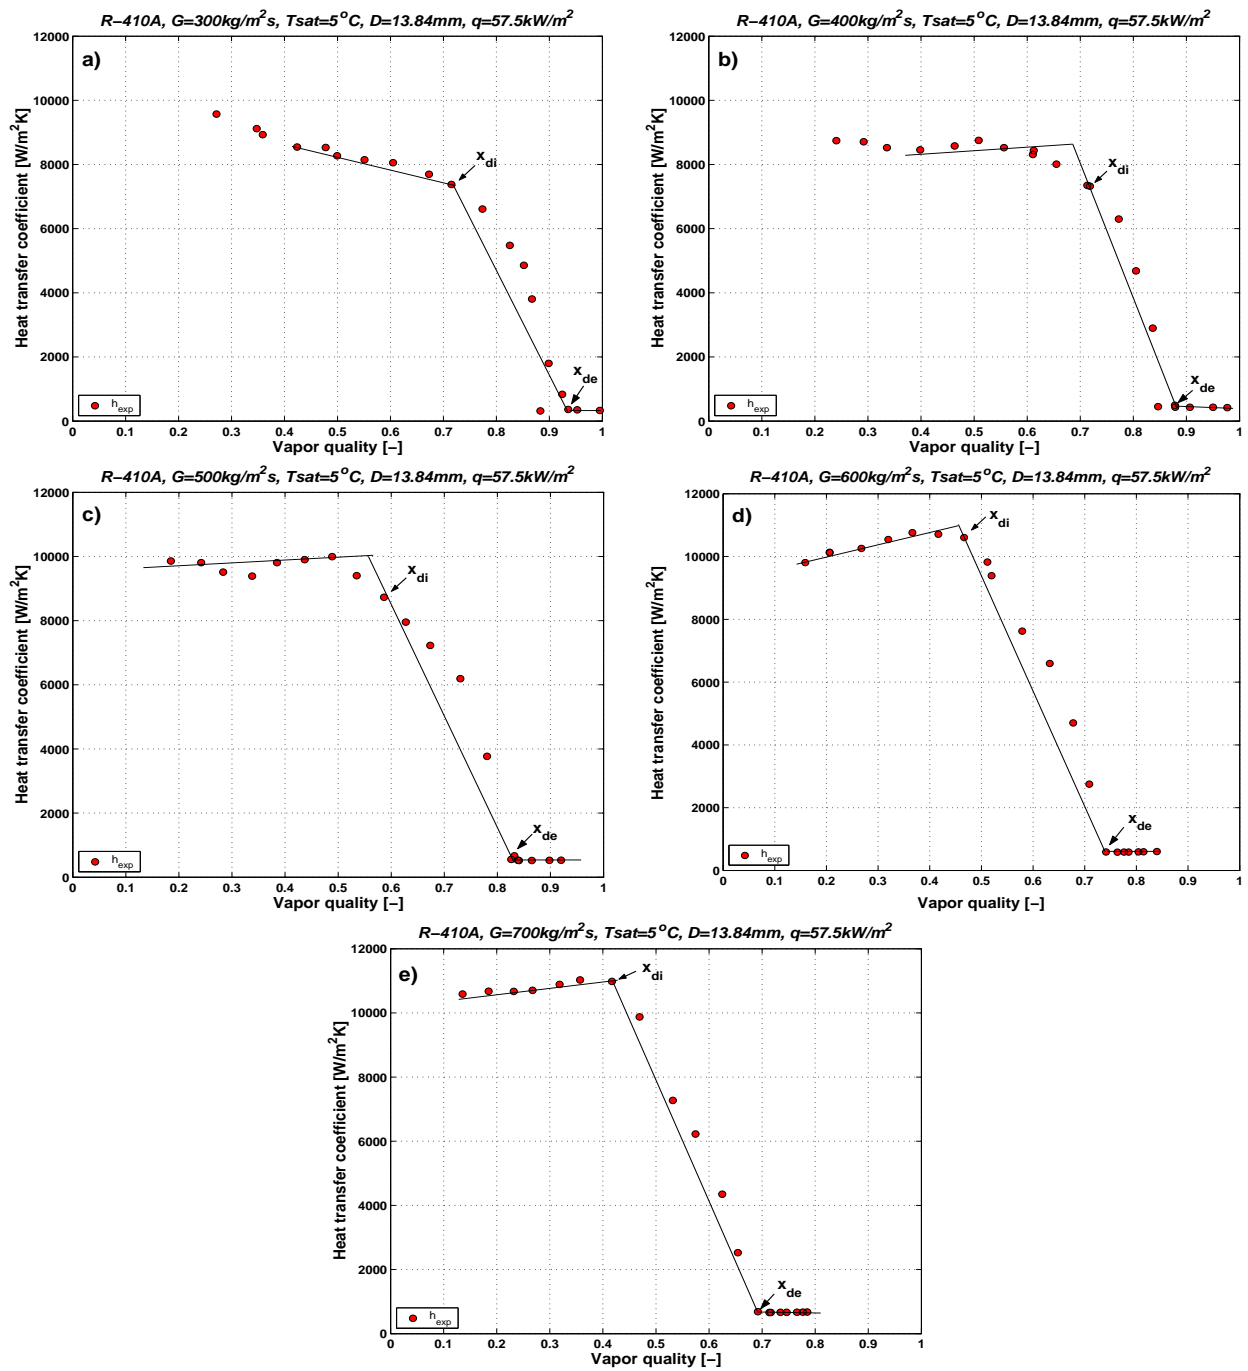 R−410A, G=300kg/m²s, Tsat=5°C, D=13.84mm, q=57.5kW/m²
a)
Heat transfer coefficient [W/m²K]
12000
10000
8000
6000
4000
2000
0
x_di
x_de
h_exp
0 0.1 0.2 0.3 0.4 0.5 0.6 0.7 0.8 0.9 1
Vapor quality [−]
R−410A, G=400kg/m²s, Tsat=5°C, D=13.84mm, q=57.5kW/m²
b)
Heat transfer coefficient [W/m²K]
12000
10000
8000
6000
4000
2000
0
x_di
x_de
h_exp
0 0.1 0.2 0.3 0.4 0.5 0.6 0.7 0.8 0.9 1
Vapor quality [−]
R−410A, G=500kg/m²s, Tsat=5°C, D=13.84mm, q=57.5kW/m²
c)
Heat transfer coefficient [W/m²K]
12000
10000
8000
6000
4000
2000
0
x_di
x_de
h_exp
0 0.1 0.2 0.3 0.4 0.5 0.6 0.7 0.8 0.9 1
Vapor quality [−]
R−410A, G=600kg/m²s, Tsat=5°C, D=13.84mm, q=57.5kW/m²
d)
Heat transfer coefficient [W/m²K]
12000
10000
8000
6000
4000
2000
0
x_di
x_de
h_exp
0 0.1 0.2 0.3 0.4 0.5 0.6 0.7 0.8 0.9 1
Vapor quality [−]
R−410A, G=700kg/m²s, Tsat=5°C, D=13.84mm, q=57.5kW/m²
e)
Heat transfer coefficient [W/m²K]
12000
10000
8000
6000
4000
2000
0
x_di
x_de
h_exp
0 0.1 0.2 0.3 0.4 0.5 0.6 0.7 0.8 0.9 1
Vapor quality [−]